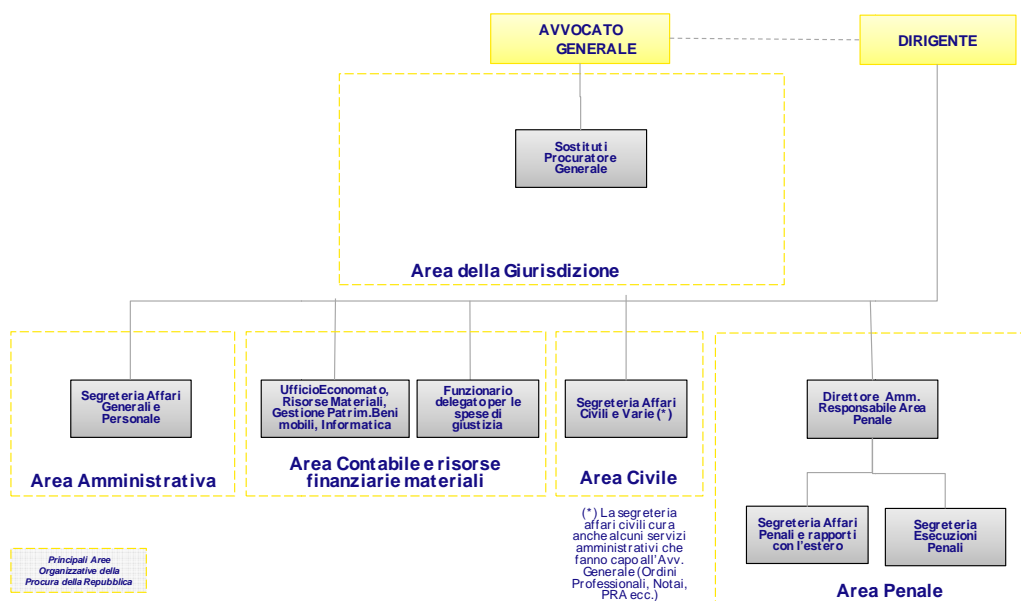 AVVOCATO
GENERALE
DIRIGENTE
Sostituti
Procuratore
Generale
Area della Giurisdizione
Segreteria Affari
Generali e
Personale
Area Amministrativa
Ufficio Economato,
Risorse Materiali,
Gestione Patrim.Beni
mobili, Informatica
Funzionario
delegato per le
spese di
giustizia
Area Contabile e risorse
finanziarie materiali
Segreteria Affari
Civili e Varie (*)
Area Civile
(*) La segreteria
affari civili cura
anche alcuni servizi
amministrativi che
fanno capo all'Avv.
Generale (Ordini
Professionali, Notai,
PRA ecc.)
Direttore Amm.
Responsabile Area
Penale
Segreteria Affari
Penali e rapporti
con l'estero
Segreteria
Esecuzioni
Penali
Area Penale
Principali Aree
Organizzative della
Procura della Repubblica